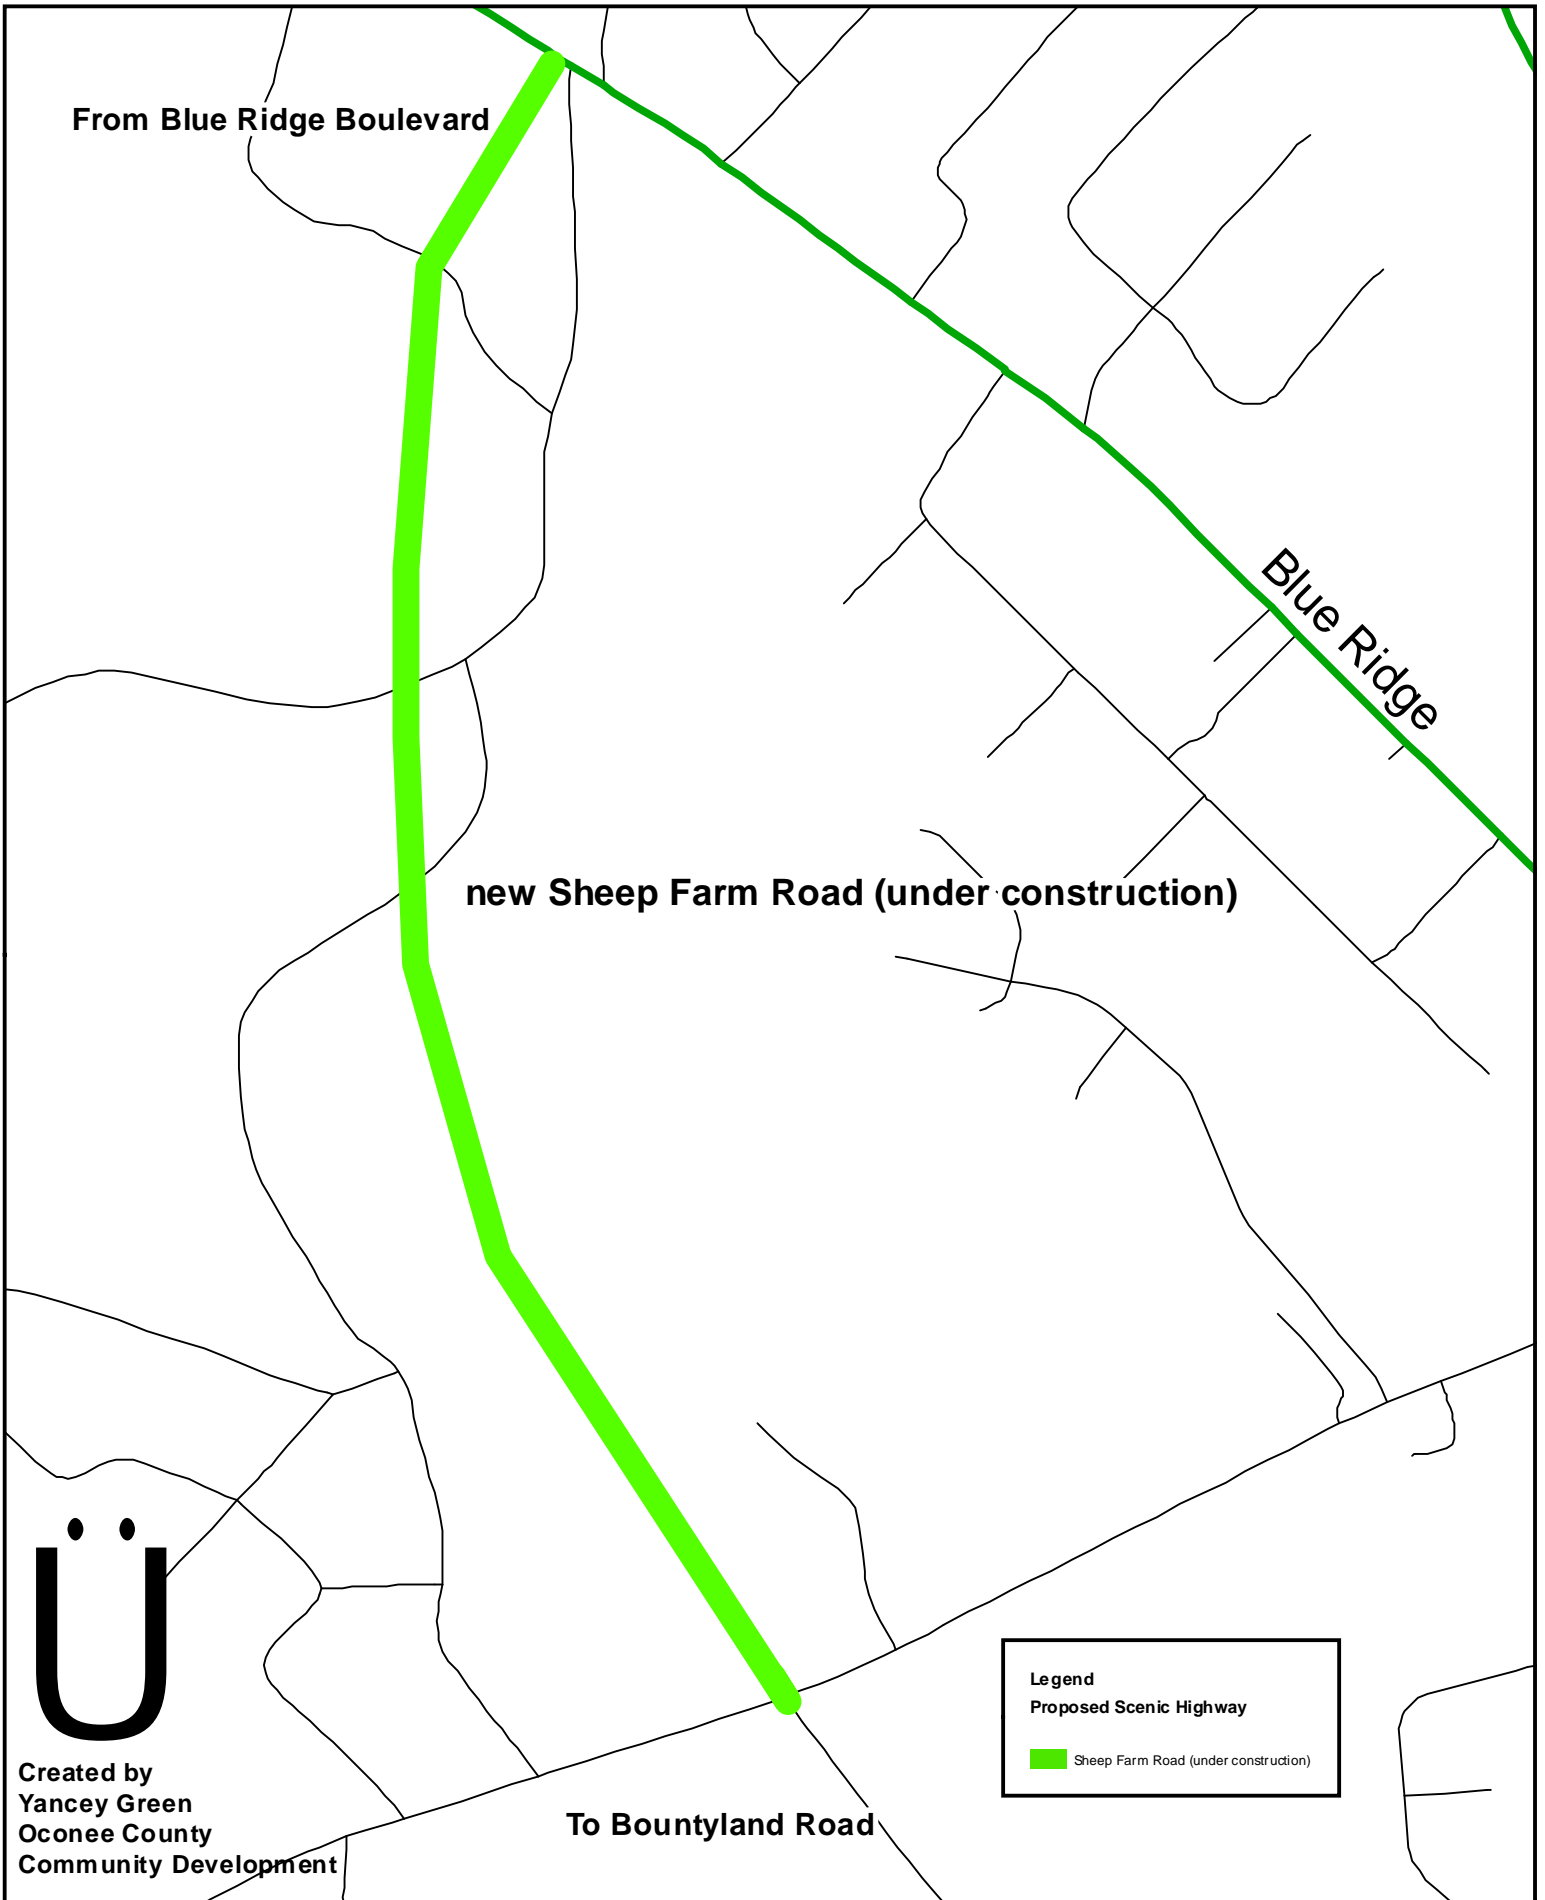 From Blue Ridge Boulevard
Blue Ridge
new Sheep Farm Road (under construction)
Ü
Legend
Proposed Scenic Highway
Sheep Farm Road (under construction)
Created by
Yancey Green
Oconee County
Community Development
To Bountyland Road